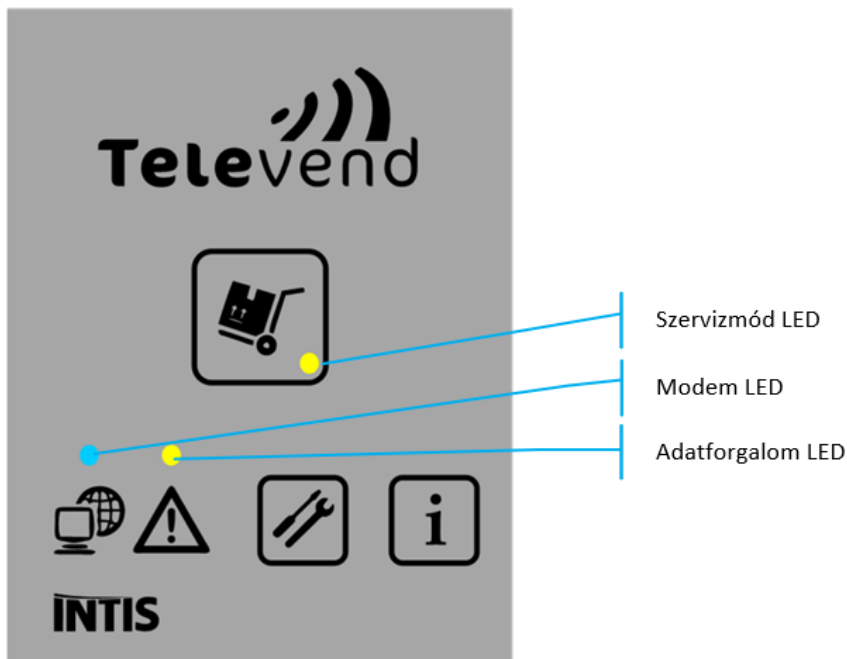 Televend
Szervizmód LED
Modem LED
Adatforgalom LED
i
INTIS